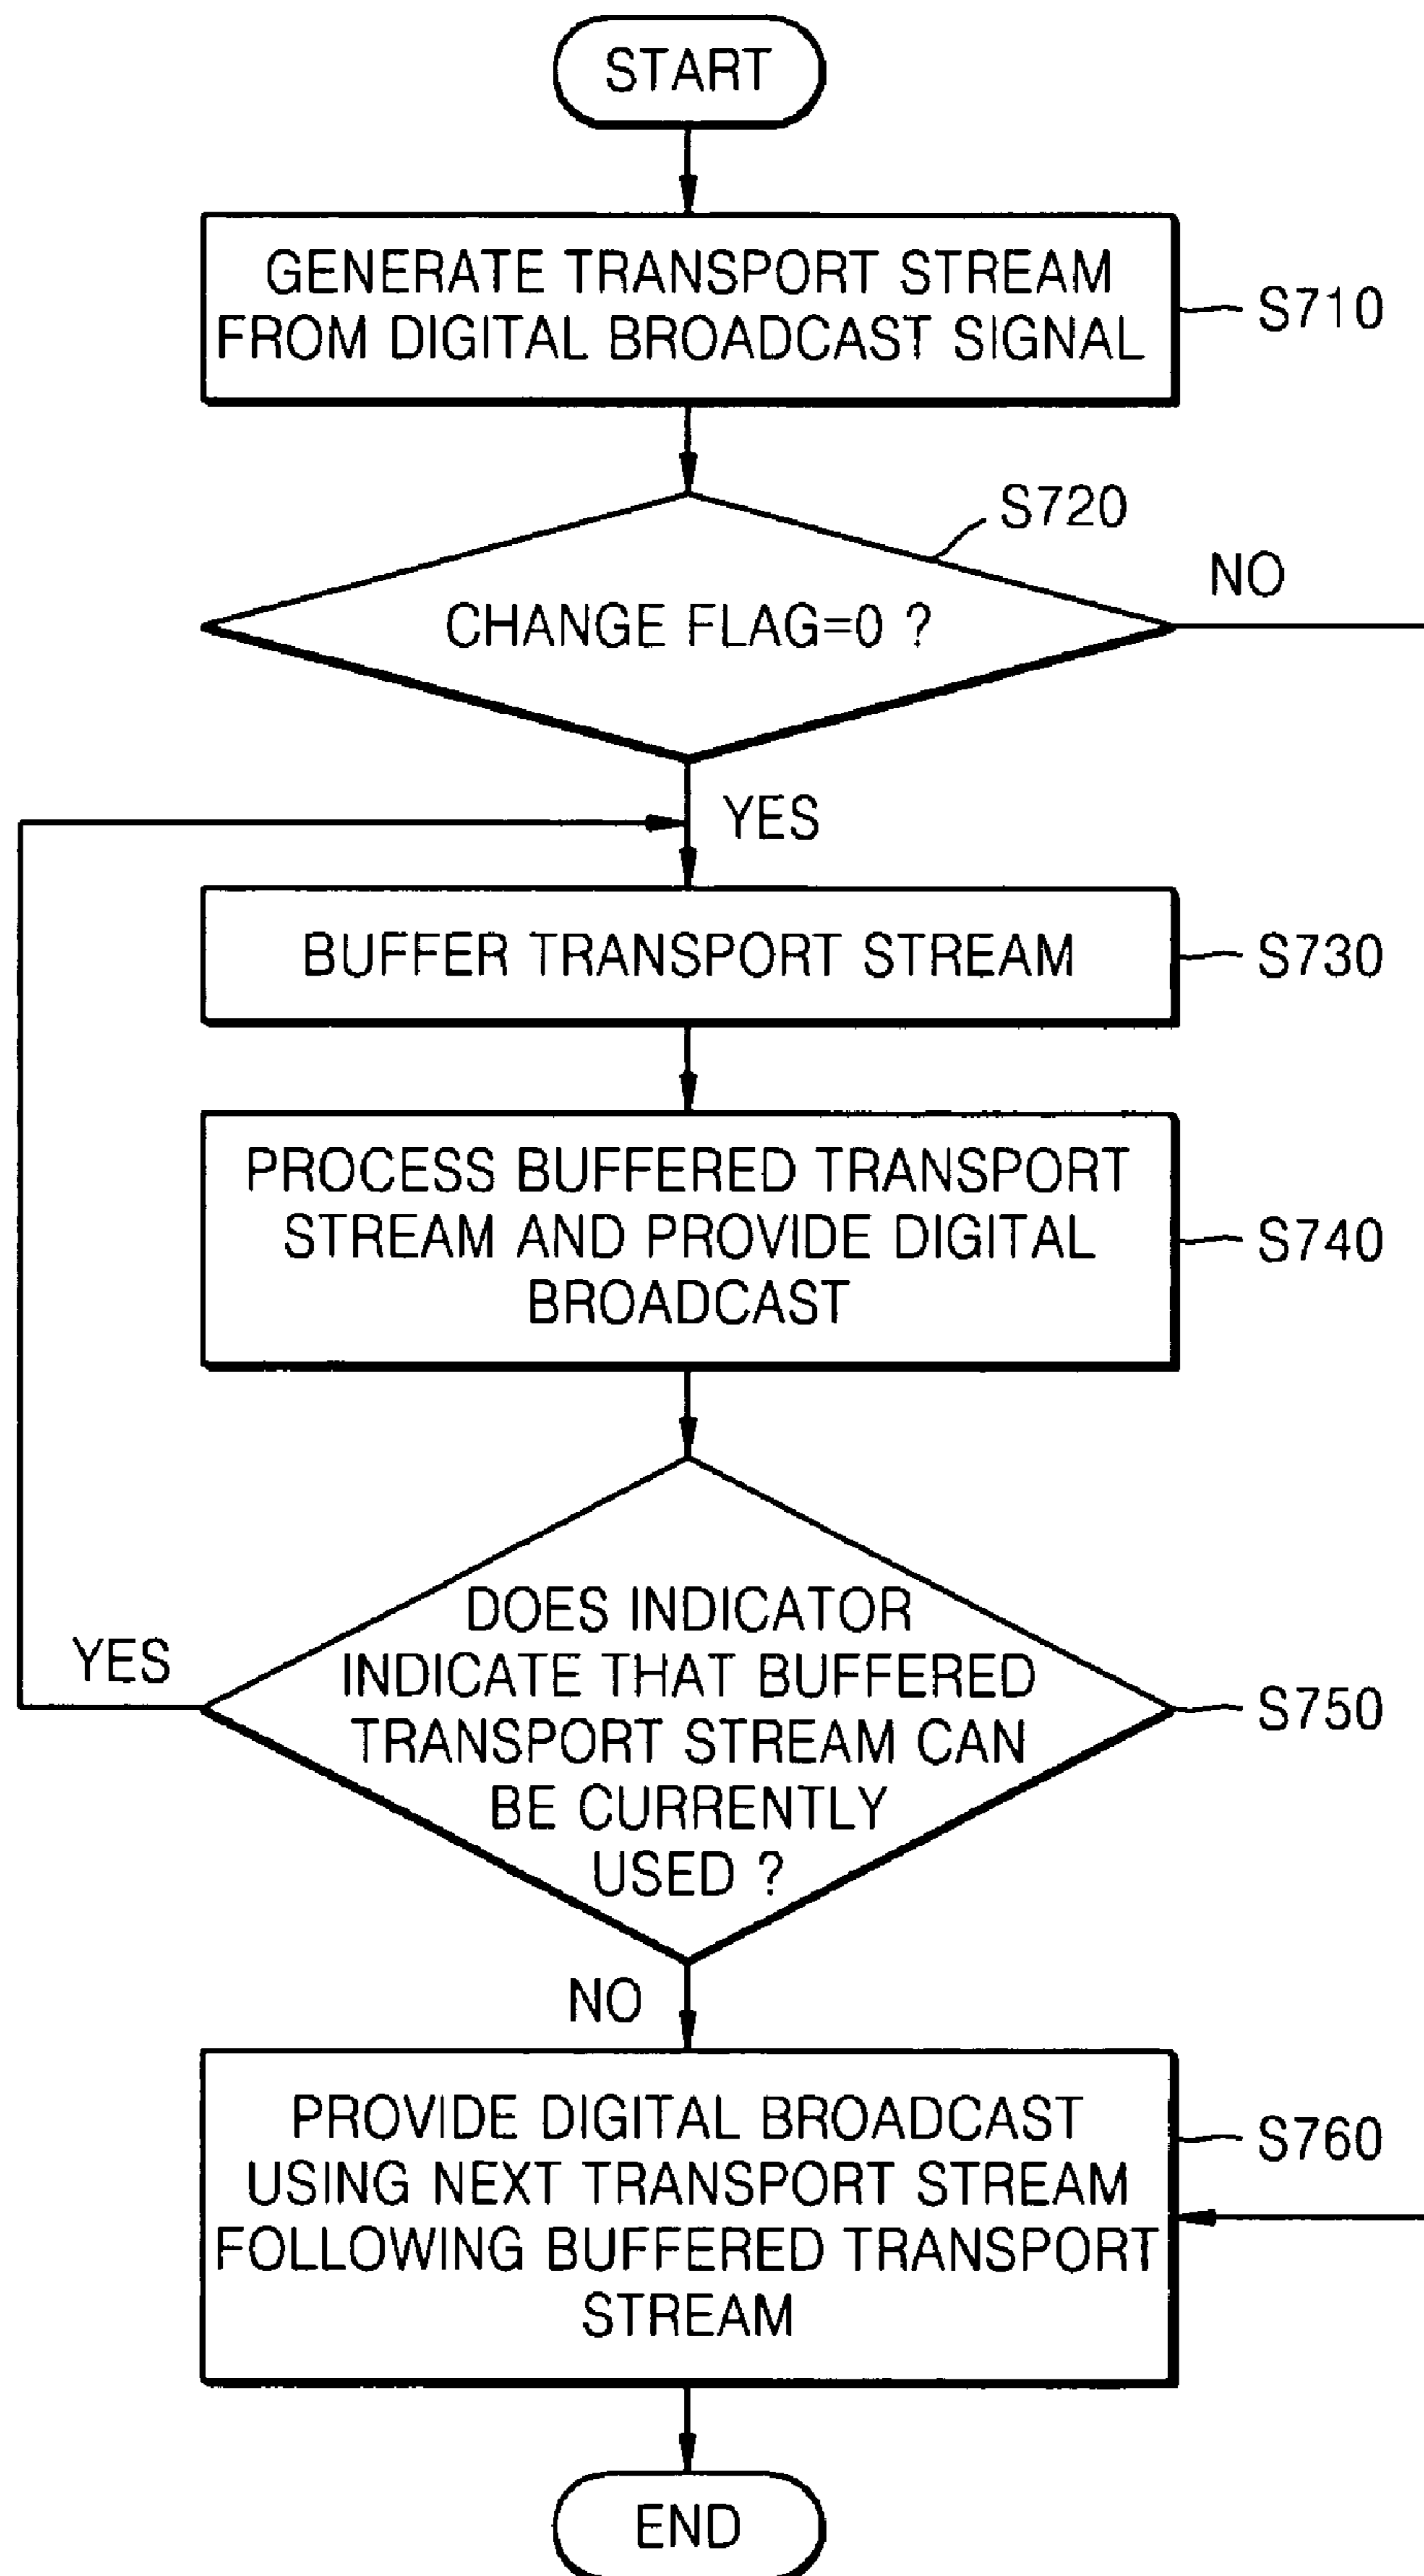 START
GENERATE TRANSPORT STREAM
FROM DIGITAL BROADCAST SIGNAL
S710
S720
CHANGE FLAG=0 ?
NO
YES
BUFFER TRANSPORT STREAM
S730
PROCESS BUFFERED TRANSPORT
STREAM AND PROVIDE DIGITAL
BROADCAST
S740
DOES INDICATOR
INDICATE THAT BUFFERED
TRANSPORT STREAM CAN
BE CURRENTLY
USED ?
YES
S750
NO
PROVIDE DIGITAL BROADCAST
USING NEXT TRANSPORT STREAM
FOLLOWING BUFFERED TRANSPORT
STREAM
S760
END